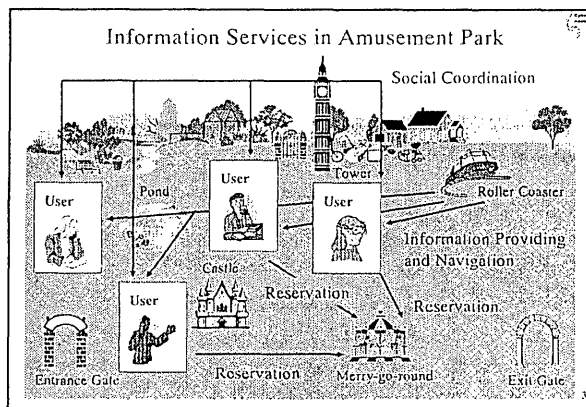 Information Services in Amusement Park
Social Coordination
User
Pond
User
Tower
User
Roller Coaster
Information Providing
and Navigation
User
Castle
Reservation
Reservation
Entrance Gate
Reservation
Merry-go-round
Exit Gate